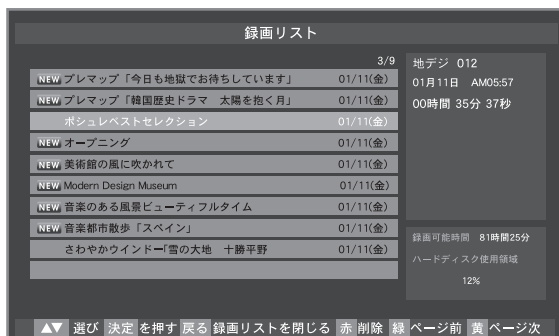 録画リスト
3/9
NEW プレマップ「今日も地獄でお待ちしています」 01/11(金)
NEW プレマップ「韓国歴史ドラマ 太陽を抱く月」 01/11(金)
ポシュレベストセレクション 01/11(金)
NEW オープニング 01/11(金)
NEW 美術館の風に吹かれて 01/11(金)
NEW Modern Design Museum 01/11(金)
NEW 音楽のある風景ビューティフルタイム 01/11(金)
NEW 音楽都市散歩「スペイン」 01/11(金)
さわやかウインドー「雪の大地 十勝平野 01/11(金)
地デジ 012
01月11日 AM05:57
00時間 35分 37秒
録画可能時間 81時間25分
ハードディスク使用領域
12%
▲▼ 選び 決定 を押す 戻る 録画リストを閉じる 赤 削除 緑 ページ前 黄 ページ次